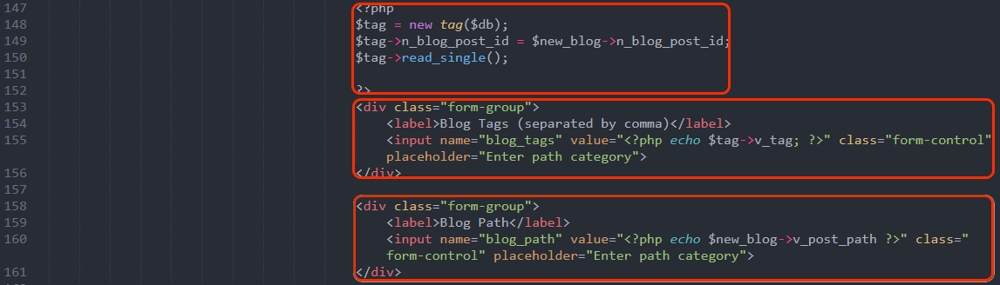 147 <?php
148 $tag = new tag($db);
149 $tag->n_blog_post_id = $new_blog->n_blog_post_id;
150 $tag->read_single();
151
152 ?>
153 <div class="form-group">
154 <label>Blog Tags (separated by comma)</label>
155 <input name="blog_tags" value="<?php echo $tag->v_tag; ?>" class="form-control"
placeholder="Enter path category">
156 </div>
157
158 <div class="form-group">
159 <label>Blog Path</label>
160 <input name="blog_path" value="<?php echo $new_blog->v_post_path ?>" class="
form-control" placeholder="Enter path category">
161 </div>